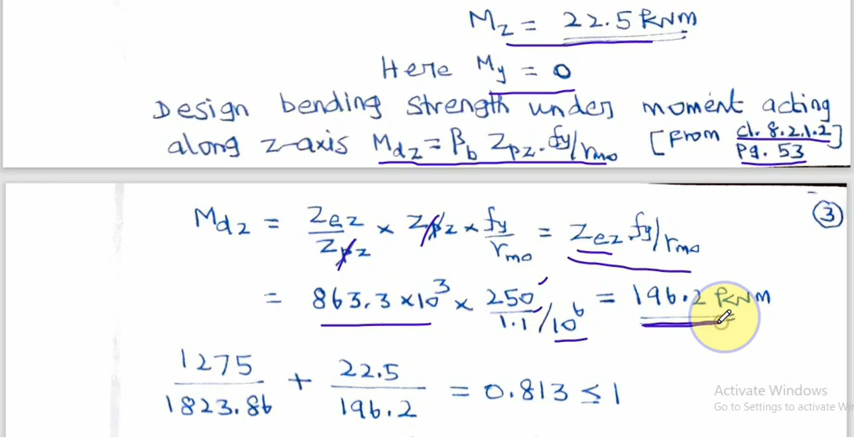 Mz = 22.5 kNm
Here My = 0
Design bending strength under moment acting
along z-axis Mdz = βb Zpz . fy/γmo [From cl. 8.2.1.2]
Pg. 53
③
Mdz = Zez/Zpz × Zpz × fy/γmo = Zez fy/γmo
= 863.3 × 10³ × 250/1.1 / 10⁶ = 196.2 kNm
1275/1823.86 + 22.5/196.2 = 0.813 ≤ 1
Activate Windows
Go to Settings to activate Wi